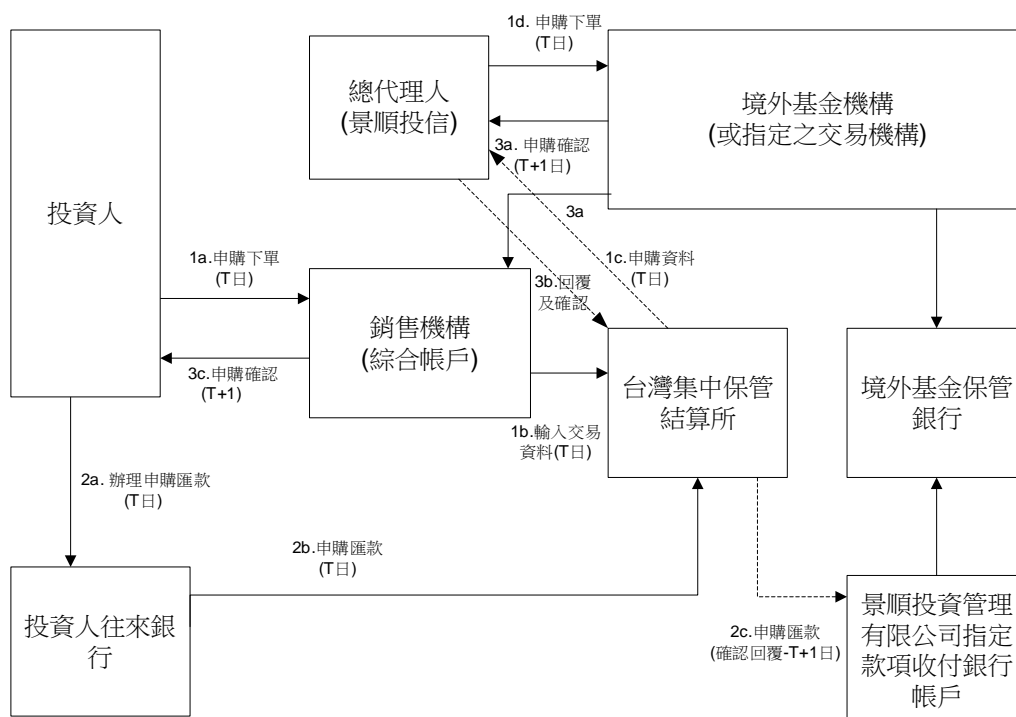 1d. 申購下單
(T日)
總代理人
(景順投信)
境外基金機構
(或指定之交易機構)
投資人
3a. 申購確認
(T+1日)
3a
1a.申購下單
(T日)
1c.申購資料
(T日)
3b.回覆
及確認
銷售機構
(綜合帳戶)
3c.申購確認
(T+1)
台灣集中保管
結算所
境外基金保管
銀行
1b.輸入交易
資料(T日)
2a. 辦理申購匯款
(T日)
2b.申購匯款
(T日)
投資人往來銀
行
2c.申購匯款
(確認回覆-T+1日)
景順投資管理
有限公司指定
款項收付銀行
帳戶